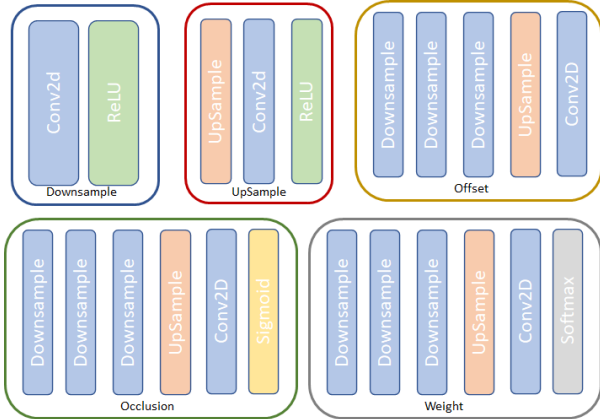 Conv2d
ReLU
Downsample
UpSample
Conv2d
ReLU
UpSample
Downsample
Downsample
Downsample
UpSample
Conv2D
Offset
Downsample
Downsample
Downsample
UpSample
Conv2D
Sigmoid
Occlusion
Downsample
Downsample
Downsample
UpSample
Conv2D
Softmax
Weight